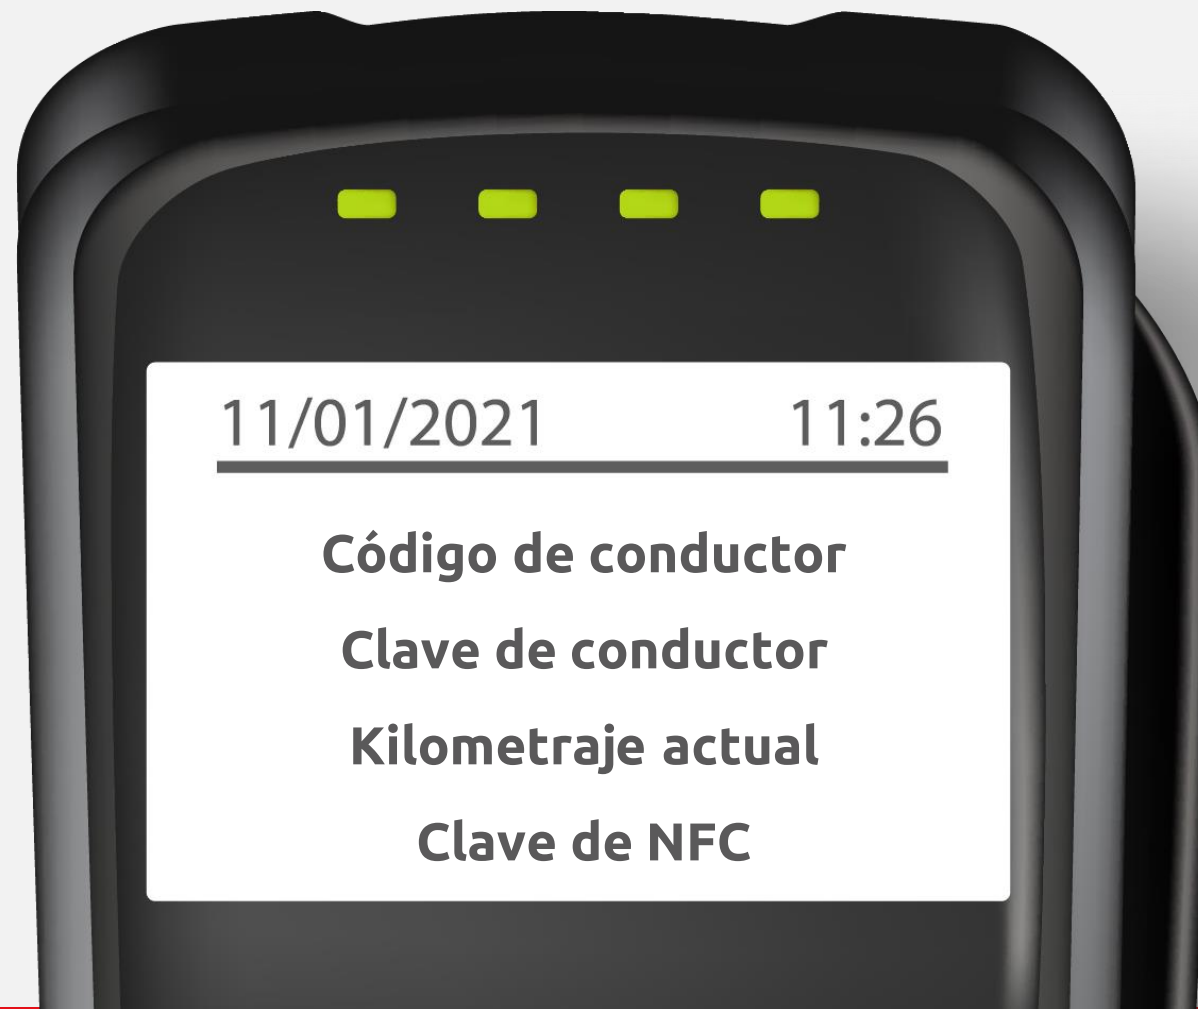 11/01/2021 11:26
Código de conductor
Clave de conductor
Kilometraje actual
Clave de NFC